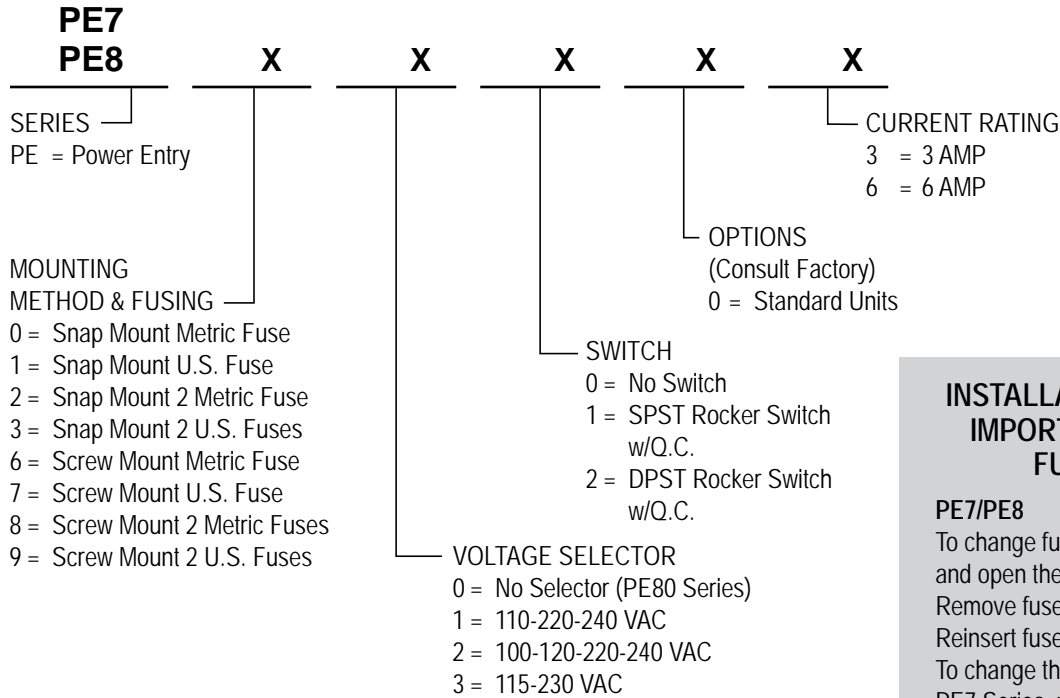 PE7
PE8 X X X X X
SERIES
PE = Power Entry
CURRENT RATING
3 = 3 AMP
6 = 6 AMP
OPTIONS
(Consult Factory)
0 = Standard Units
MOUNTING
METHOD & FUSING
0 = Snap Mount Metric Fuse
1 = Snap Mount U.S. Fuse
2 = Snap Mount 2 Metric Fuse
3 = Snap Mount 2 U.S. Fuses
6 = Screw Mount Metric Fuse
7 = Screw Mount U.S. Fuse
8 = Screw Mount 2 Metric Fuses
9 = Screw Mount 2 U.S. Fuses
SWITCH
0 = No Switch
1 = SPST Rocker Switch
w/Q.C.
2 = DPST Rocker Switch
w/Q.C.
VOLTAGE SELECTOR
0 = No Selector (PE80 Series)
1 = 110-220-240 VAC
2 = 100-120-220-240 VAC
3 = 115-230 VAC
PE7/PE8
To change
and open the
Remove fuse
Reinsert fuse
To change